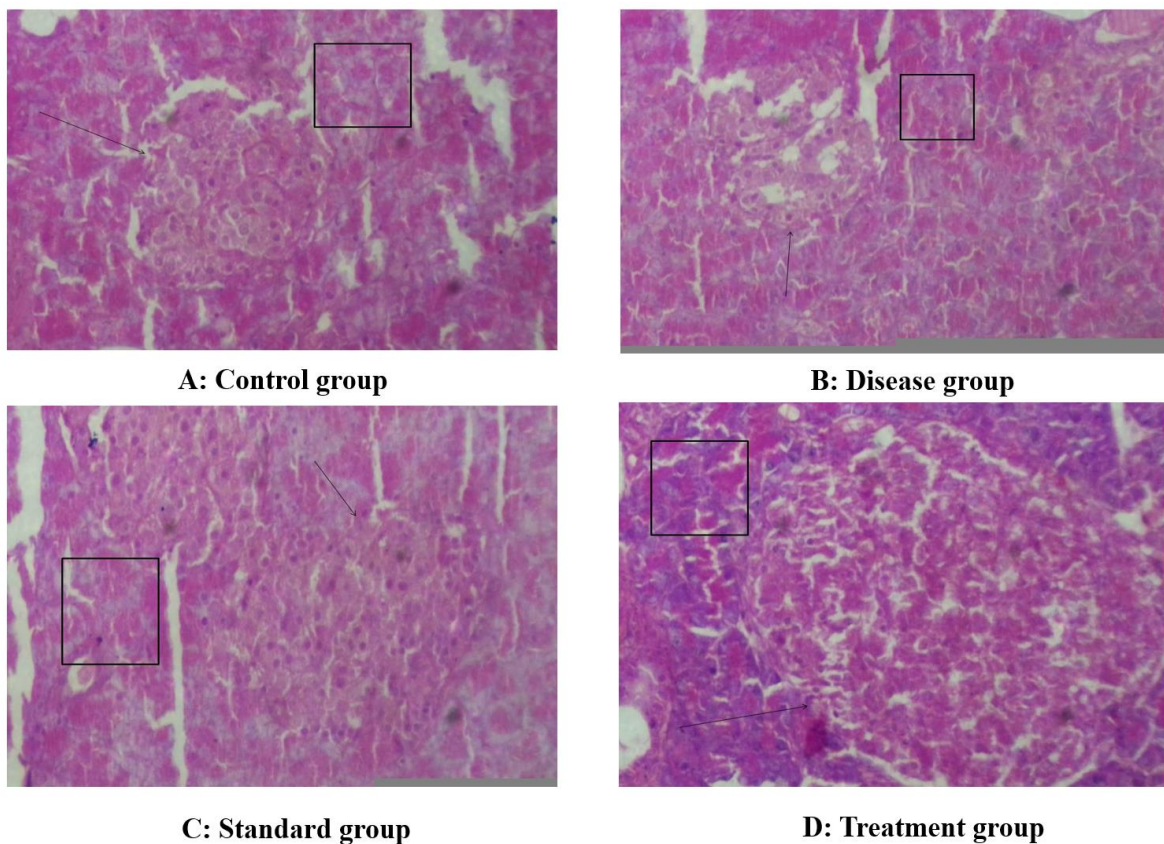 A: Control group
B: Disease group
C: Standard group
D: Treatment group